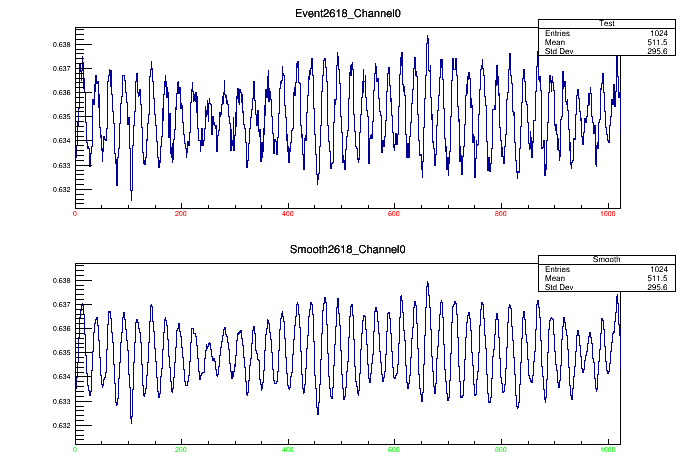 Event2618_Channel0
Test
Entries 1024
Mean 511.5
Std Dev 295.6
0.638
0.637
0.636
0.635
0.634
0.633
0.632
0 200 400 600 800 1000
Smooth2618_Channel0
Smooth
Entries 1024
Mean 511.5
Std Dev 295.6
0.638
0.637
0.636
0.635
0.634
0.633
0.632
0 200 400 600 800 1000